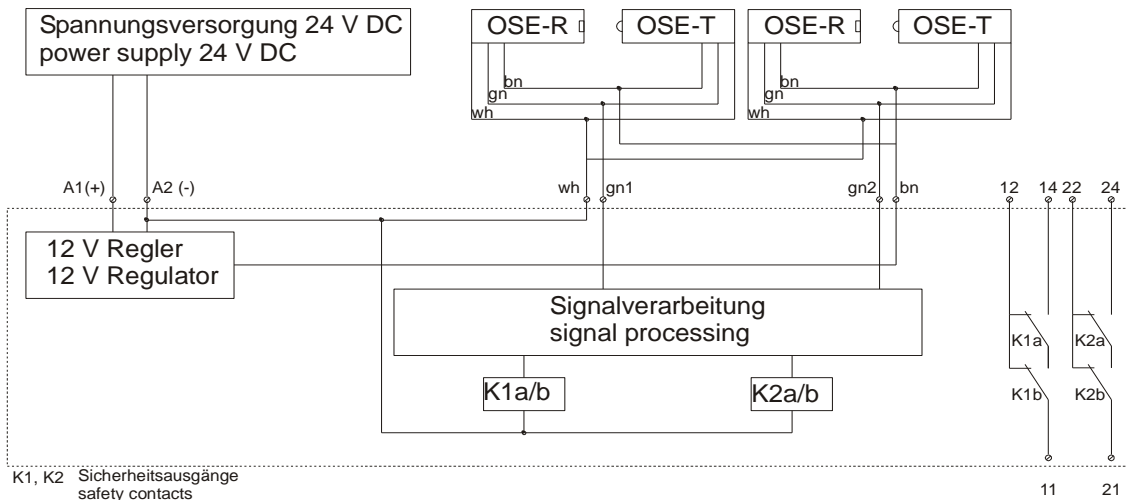 Spannungsversorgung 24 V DC
power supply 24 V DC
OSE-R
OSE-T
OSE-R
OSE-T
bn
gn
wh
bn
gn
wh
A1(+)
A2 (-)
wh
gn1
gn2
bn
12
14
22
24
12 V Regler
12 V Regulator
Signalverarbeitung
signal processing
K1a
K2a
K1a/b
K2a/b
K1b
K2b
K1, K2 Sicherheitsausgänge
safety contacts
11
21